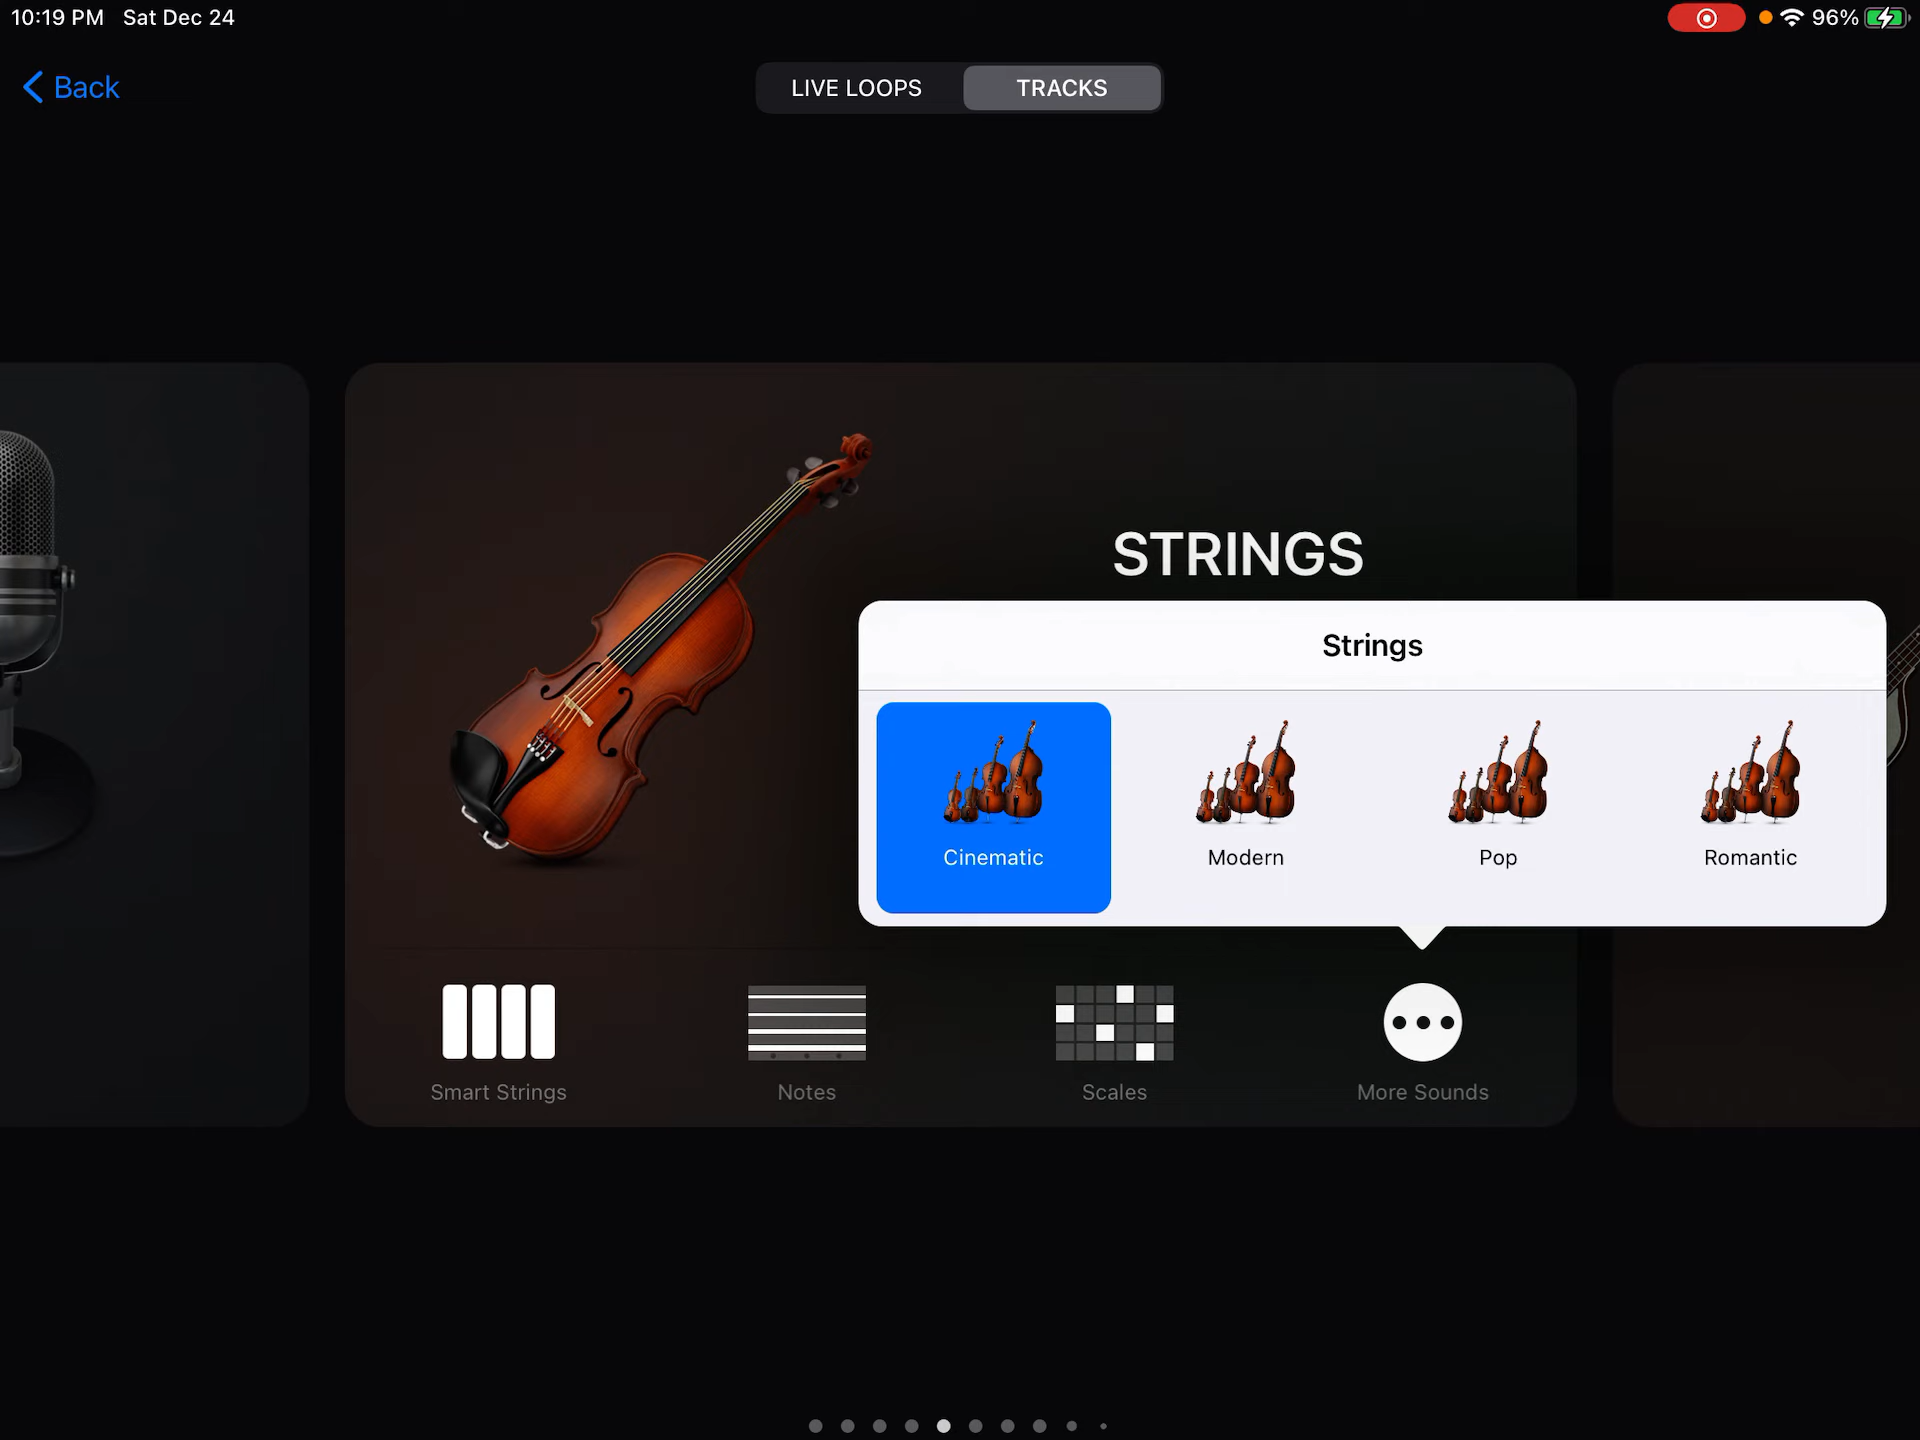 10:19 PM Sat Dec 24
96%
Back
LIVE LOOPS
TRACKS
STRINGS
Strings
Cinematic
Modern
Pop
Romantic
Smart Strings
Notes
Scales
More Sounds